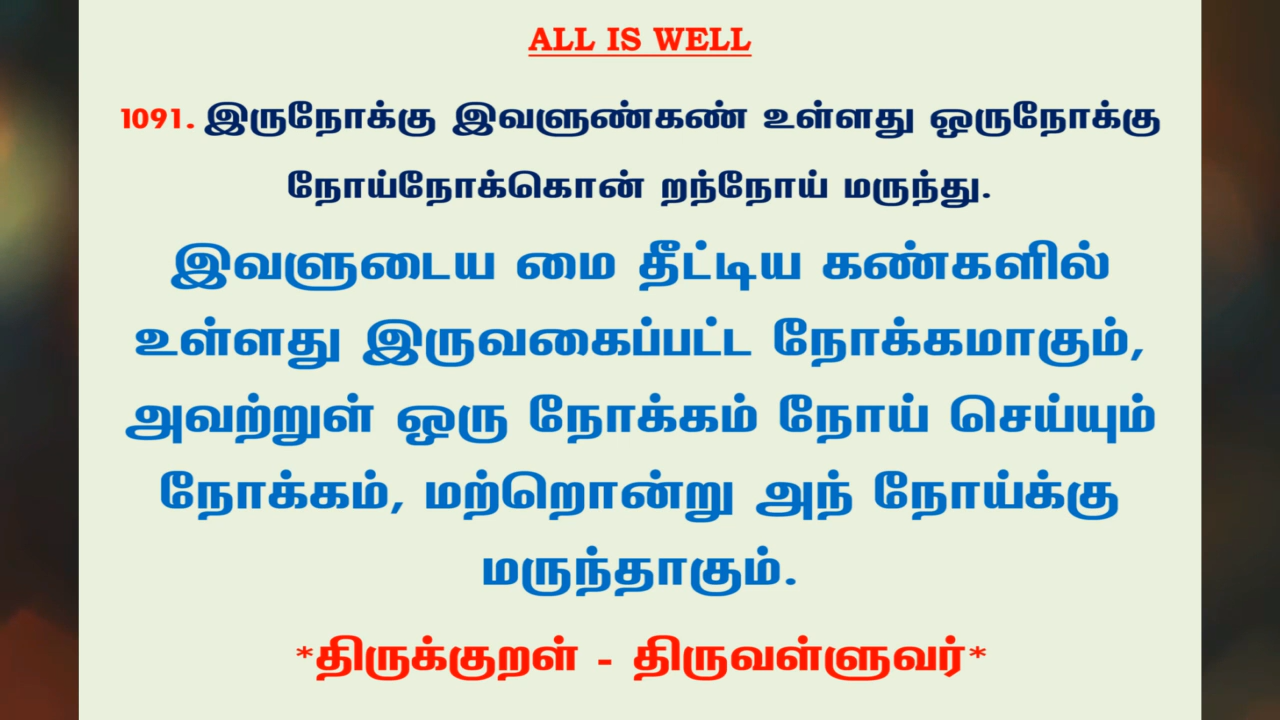 ALL IS WELL
1091. இருநோக்கு இவளுண்கண் உள்ளது ஒருநோக்கு
நோய்நோக்கொன் றந்நோய் மருந்து.
இவளுடைய மை தீட்டிய கண்களில்
உள்ளது இருவகைப்பட்ட நோக்கமாகும்,
அவற்றுள் ஒரு நோக்கம் நோய் செய்யும்
நோக்கம், மற்றொன்று அந் நோய்க்கு
மருந்தாகும்.
*திருக்குறள் - திருவள்ளுவர்*